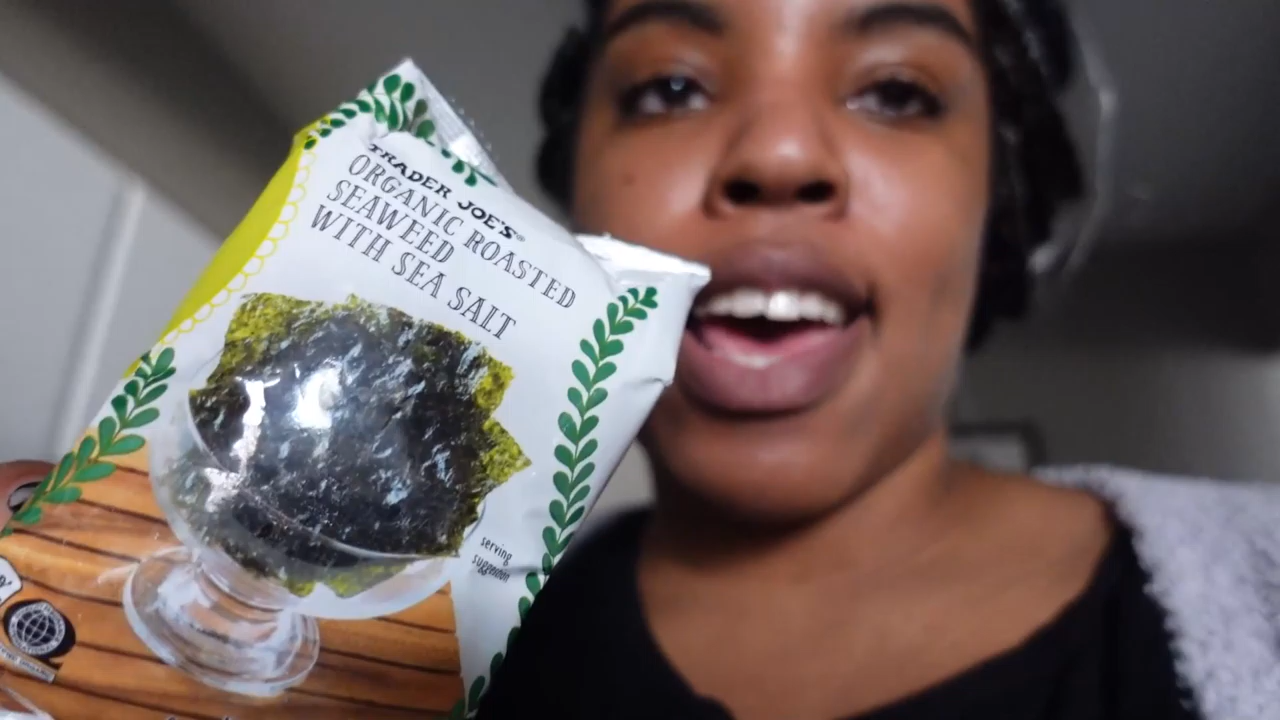 TRADER JOE'S®
ORGANIC ROASTED
SEAWEED
WITH SEA SALT
serving
suggestion